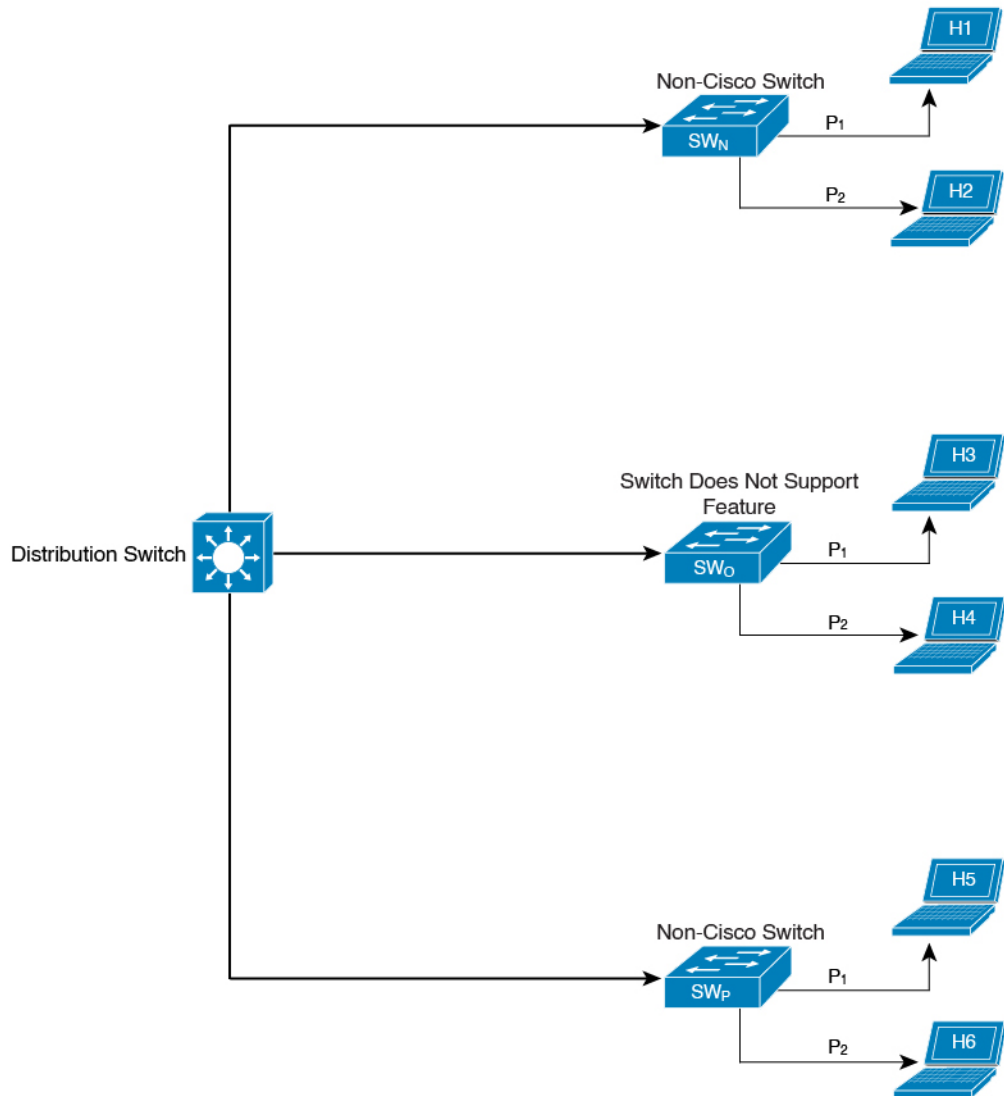 H1
Non-Cisco Switch
SWN
P1
H2
P2
H3
Switch Does Not Support
Feature
Distribution Switch
SWO
P1
H4
P2
H5
Non-Cisco Switch
SWP
P1
H6
P2